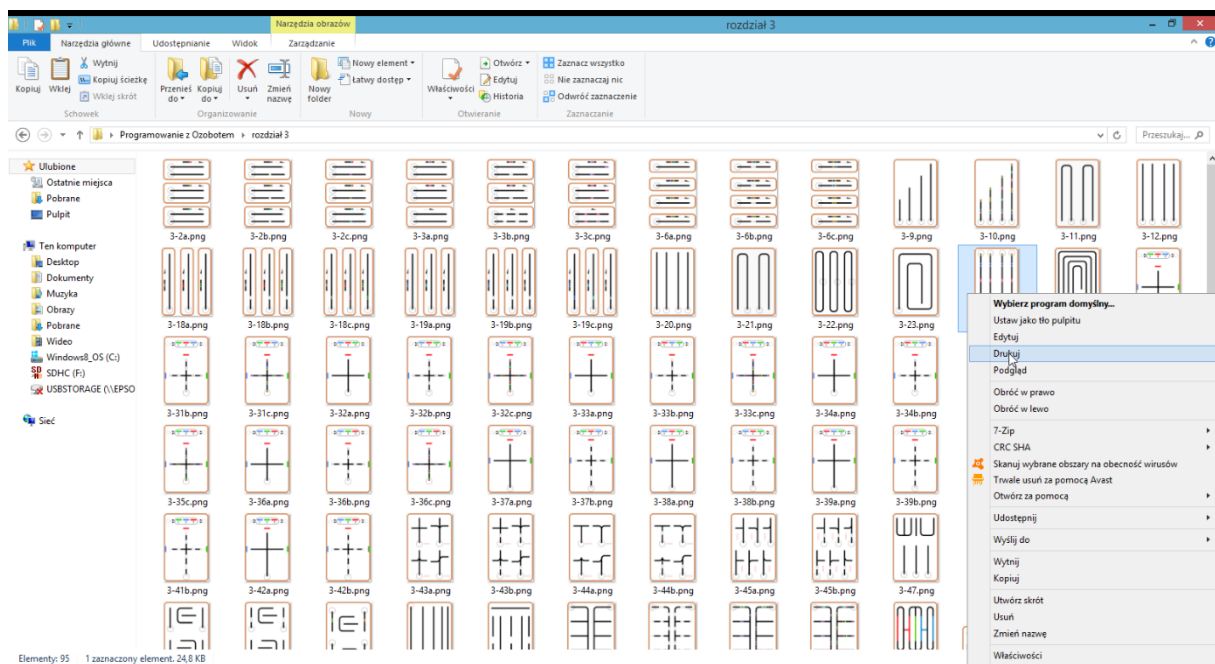 Narzędzia obrazów
rozdział 3
Plik Narzędzia główne Udostępnianie Widok Zarządzanie
Kopiuj Wklej Wytnij Kopiuj ścieżkę Wklej skrót Przenieś do Kopiuj do Usuń Zmień nazwę Nowy folder Nowy element Łatwy dostęp Właściwości Otwórz Edytuj Historia Zaznacz wszystko Nie zaznaczaj nic Odwróć zaznaczenie
Schowek Organizowanie Nowy Otwieranie Zaznaczanie
Programowanie z Ozobotem rozdział 3 Przeszukaj...
Ulubione
Ostatnie miejsca
Pobrane
Pulpit
Ten komputer
Desktop
Dokumenty
Muzyka
Obrazy
Pobrane
Wideo
Windows8_OS (C:)
SDHC (F:)
USBSTORAGE (\\EPSO
Sieć
3-2a.png 3-2b.png 3-2c.png 3-3a.png 3-3b.png 3-3c.png 3-6a.png 3-6b.png 3-6c.png 3-9.png 3-10.png 3-11.png 3-12.png
3-18a.png 3-18b.png 3-18c.png 3-19a.png 3-19b.png 3-19c.png 3-20.png 3-21.png 3-22.png 3-23.png
3-31b.png 3-31c.png 3-32a.png 3-32b.png 3-32c.png 3-33a.png 3-33b.png 3-33c.png 3-34a.png 3-34b.png
3-35c.png 3-36a.png 3-36b.png 3-36c.png 3-37a.png 3-37b.png 3-38a.png 3-38b.png 3-39a.png 3-39b.png
3-41b.png 3-42a.png 3-42b.png 3-43a.png 3-43b.png 3-44a.png 3-44b.png 3-45a.png 3-45b.png 3-47.png
Wybierz program domyślny...
Ustaw jako tło pulpitu
Edytuj
Drukuj
Podgląd
Obróć w prawo
Obróć w lewo
7-Zip
CRC SHA
Skanuj wybrane obszary na obecność wirusów
Trwale usuń za pomocą Avast
Otwórz za pomocą
Udostępnij
Wyślij do
Wytnij
Kopiuj
Utwórz skrót
Usuń
Zmień nazwę
Właściwości
Elementy: 95 1 zaznaczony element. 24,8 KB